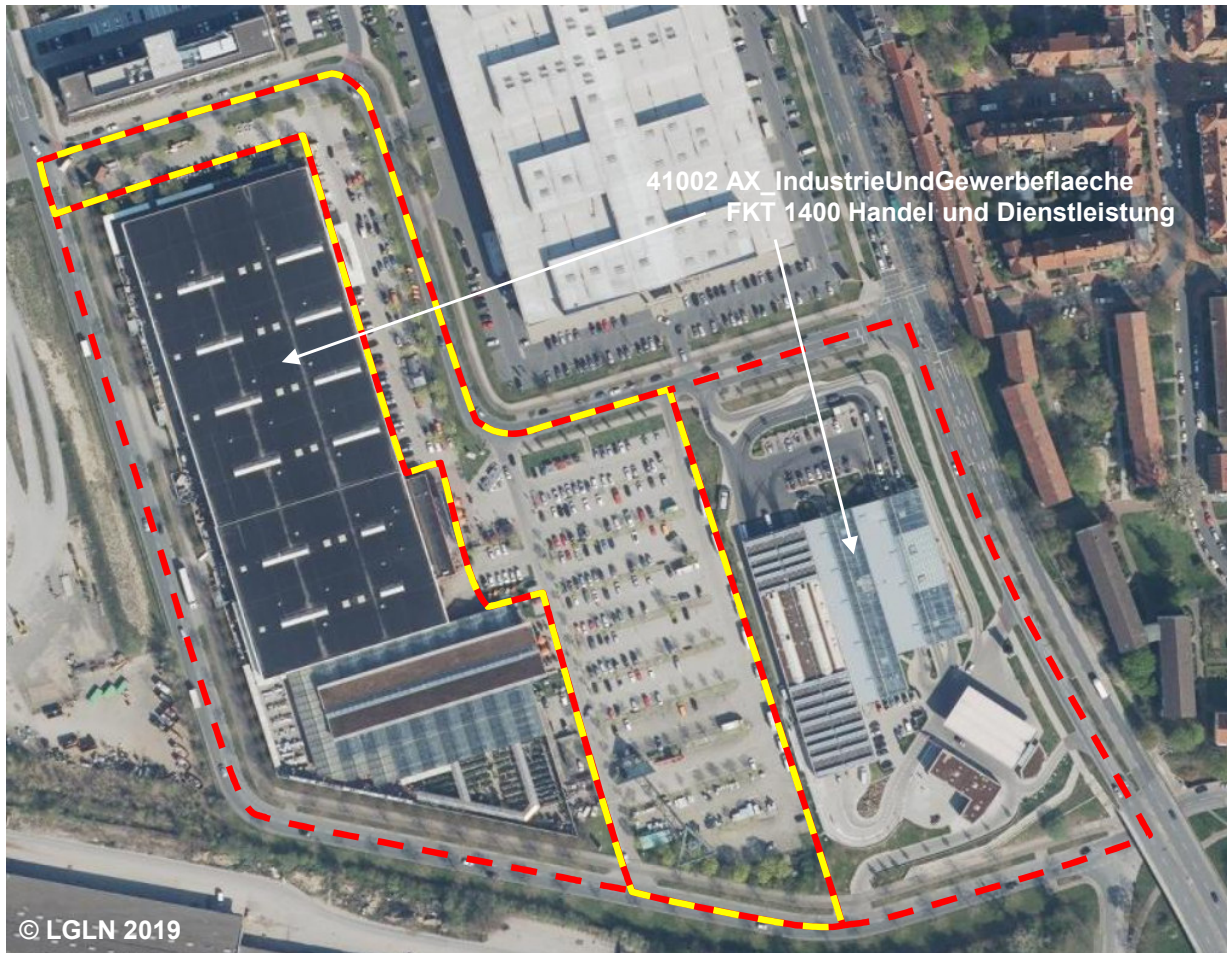 41002 AX_IndustrieUndGewerbeflaeche
FKT 1400 Handel und Dienstleistung
© LGLN 2019